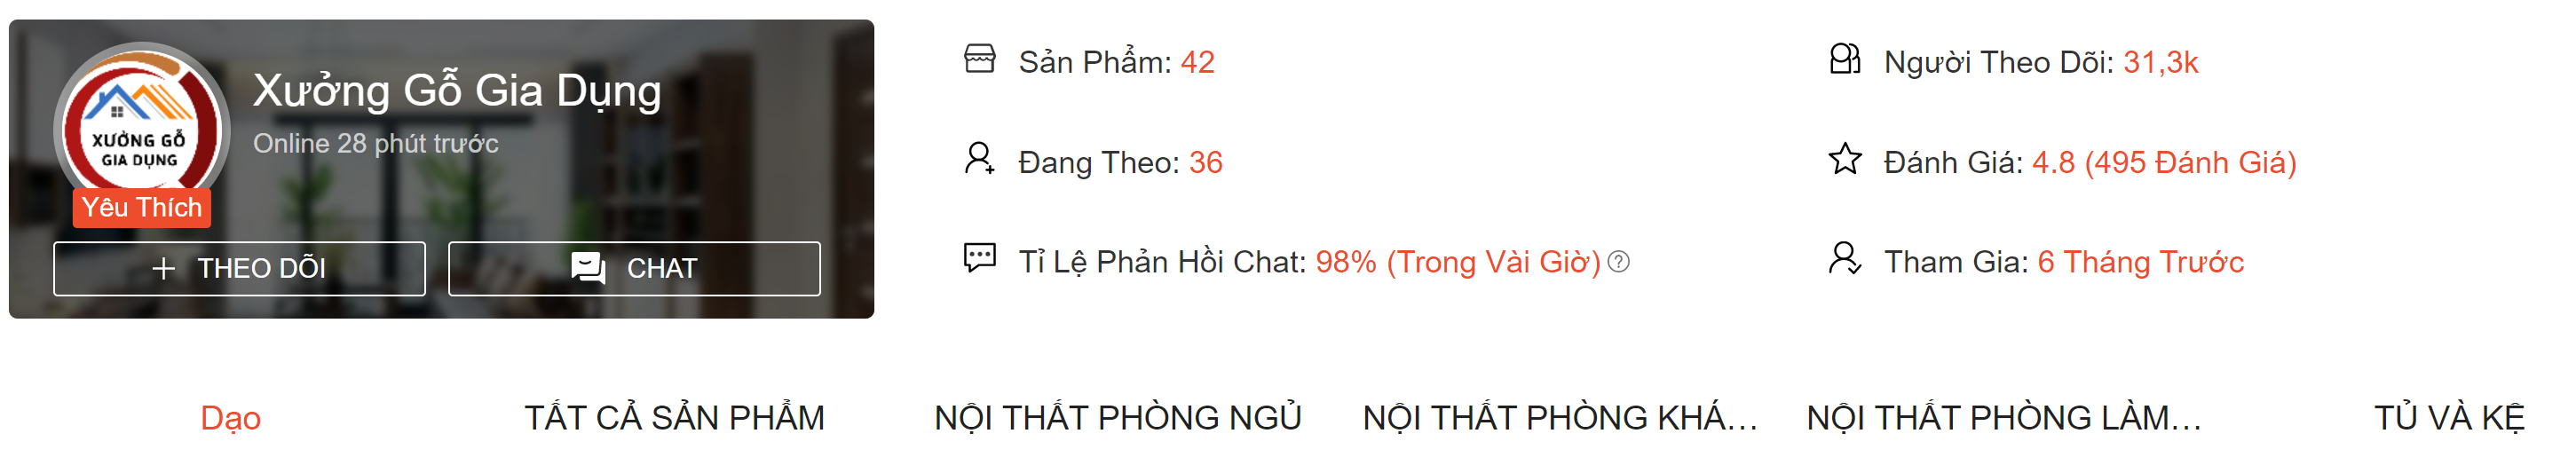 Xưởng Gỗ Gia Dụng
Online 28 phút trước
XƯỞNG GỖ
GIA DỤNG
Yêu Thích
THEO DÕI
CHAT
Sản Phẩm: 42
Người Theo Dõi: 31,3k
Đang Theo: 36
Đánh Giá: 4.8 (495 Đánh Giá)
Tỉ Lệ Phản Hồi Chat: 98% (Trong Vài Giờ)
Tham Gia: 6 Tháng Trước
Dạo
TẤT CẢ SẢN PHẨM
NỘI THẤT PHÒNG NGỦ
NỘI THẤT PHÒNG KHÁ...
NỘI THẤT PHÒNG LÀM...
TỦ VÀ KỆ